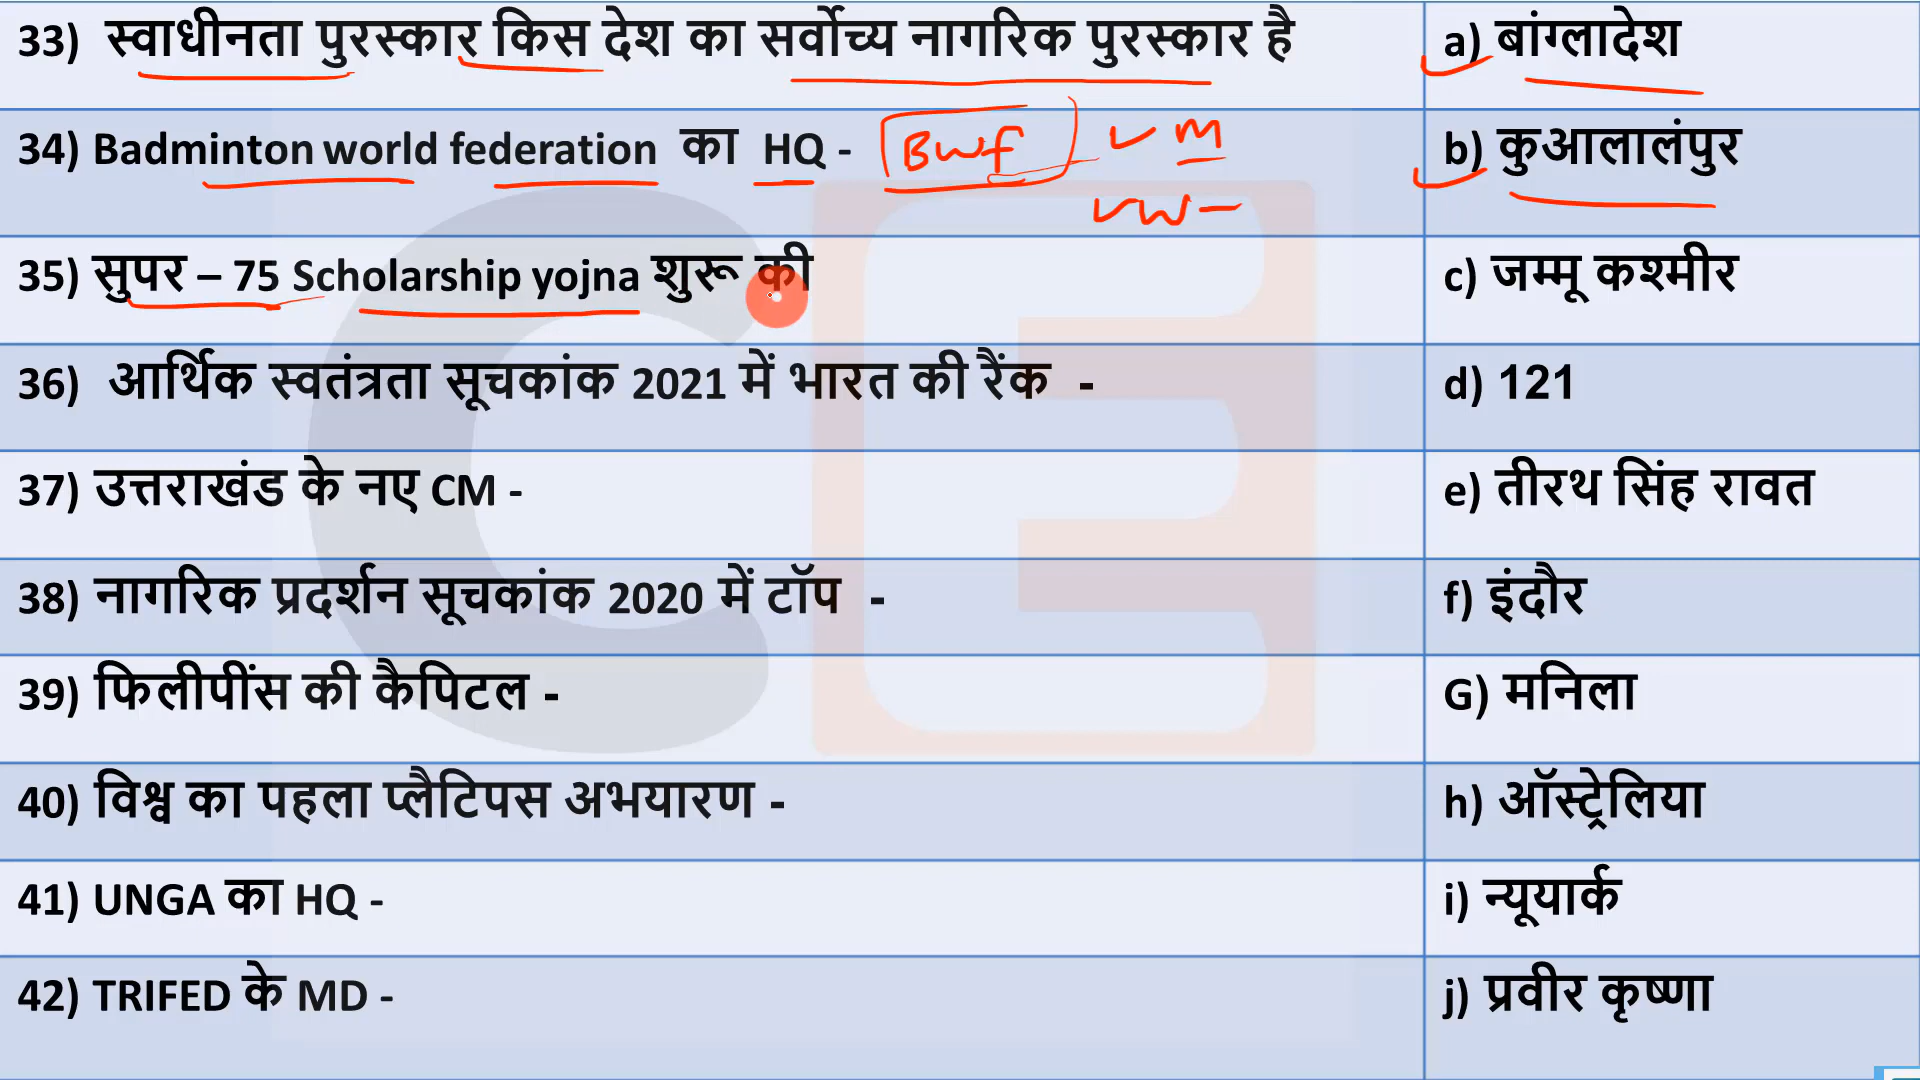 33) स्वाधीनता पुरस्कार किस देश का सर्वोच्य नागरिक पुरस्कार है a) बांग्लादेश
34) Badminton world federation का HQ - Bwf ✓ M b) कुआलालंपुर
✓ W -
35) सुपर – 75 Scholarship yojna शुरू की c) जम्मू कश्मीर
36) आर्थिक स्वतंत्रता सूचकांक 2021 में भारत की रैंक - d) 121
37) उत्तराखंड के नए CM - e) तीरथ सिंह रावत
38) नागरिक प्रदर्शन सूचकांक 2020 में टॉप - f) इंदौर
39) फिलीपींस की कैपिटल - G) मनिला
40) विश्व का पहला प्लैटिपस अभयारण - h) ऑस्ट्रेलिया
41) UNGA का HQ - i) न्यूयार्क
42) TRIFED के MD - j) प्रवीर कृष्णा
CE